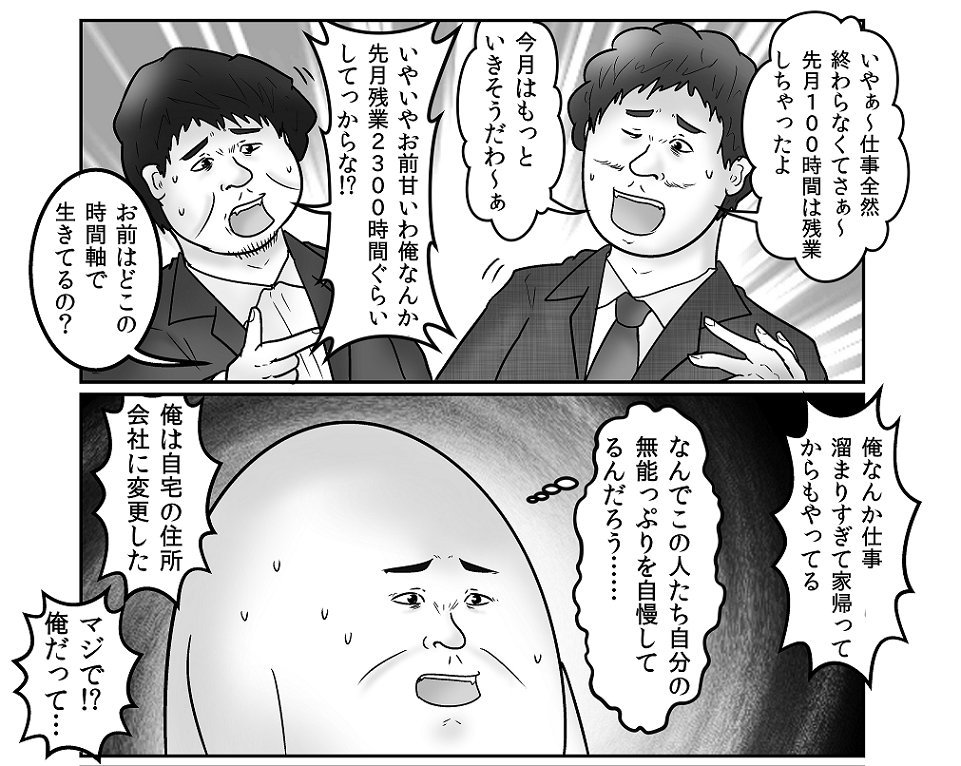 いやぁ～仕事全然
終わらなくてさぁ～
先月100時間は残業
しちゃったよ
今月はもっと
いきそうだわ～ぁ
いやいやお前甘いわ俺なんか
先月残業2300時間ぐらい
してっからな!?
お前はどこの
時間軸で
生きてるの？
俺なんか仕事
溜まりすぎて家帰って
からもやってる
なんでこの人たち自分の
無能っぷりを自慢して
るんだろう……
俺は自宅の住所
会社に変更した
マジで!?
俺だって…